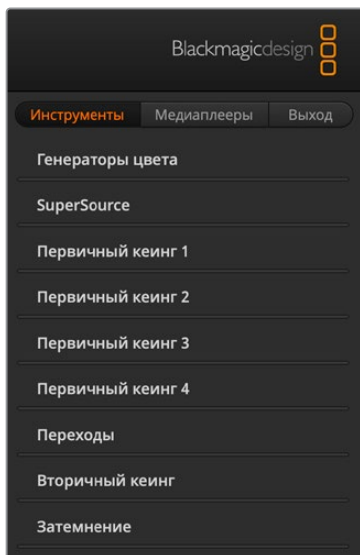 Blackmagicdesign
Инструменты Медиаплееры Выход
Генераторы цвета
SuperSource
Первичный кеинг 1
Первичный кеинг 2
Первичный кеинг 3
Первичный кеинг 4
Переходы
Вторичный кеинг
Затемнение